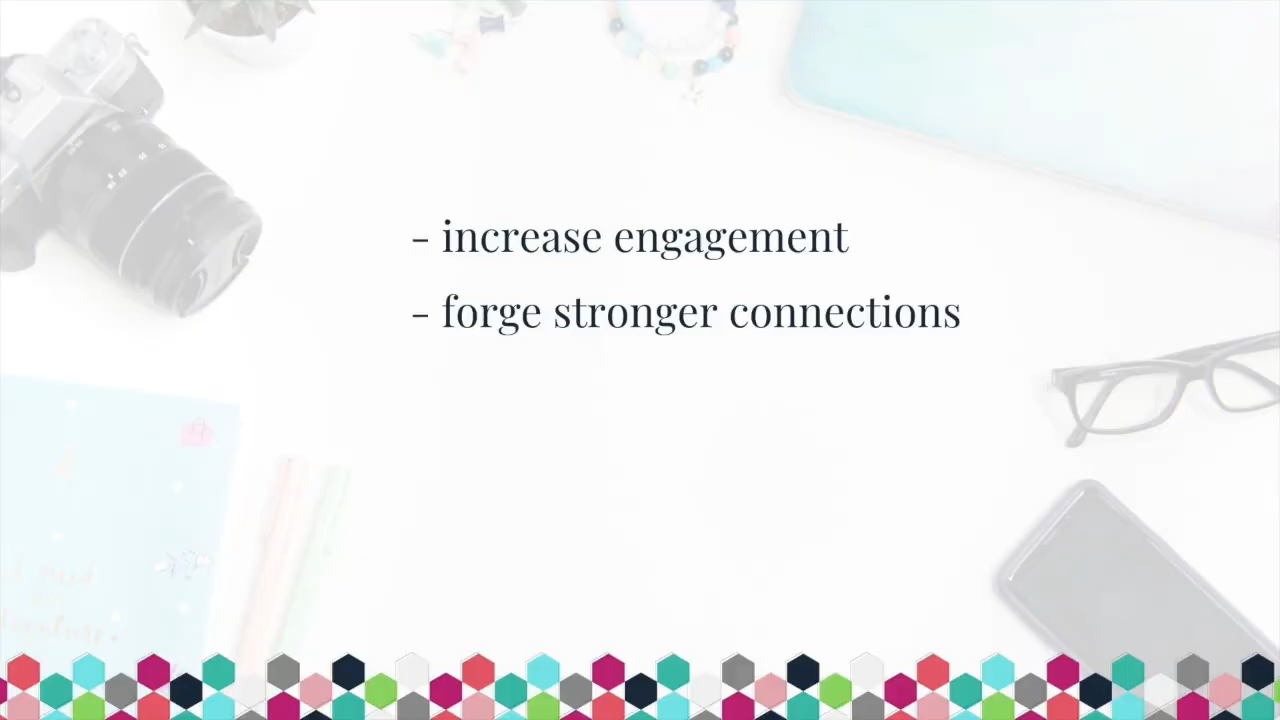 - increase engagement
- forge stronger connections